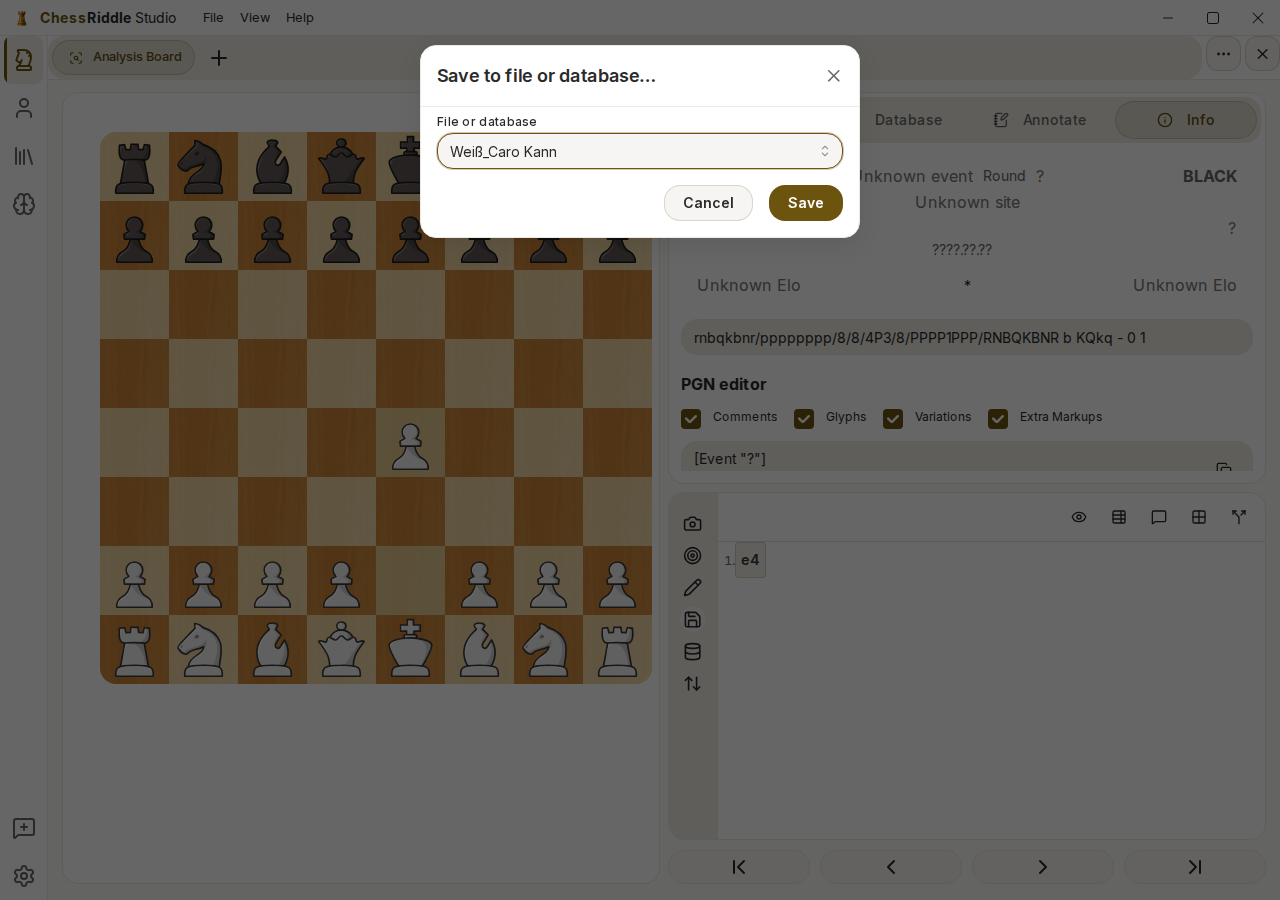 ChessRiddle Studio File View Help
Analysis Board
Save to file or database...
File or database
Weiß_Caro Kann
Cancel Save
Database Annotate Info
nknown event Round ? BLACK
Unknown site
?
????.??.??
Unknown Elo * Unknown Elo
rnbqkbnr/pppppppp/8/8/4P3/8/PPPP1PPP/RNBQKBNR b KQkq - 0 1
PGN editor
Comments Glyphs Variations Extra Markups
[Event "?"]
1. e4